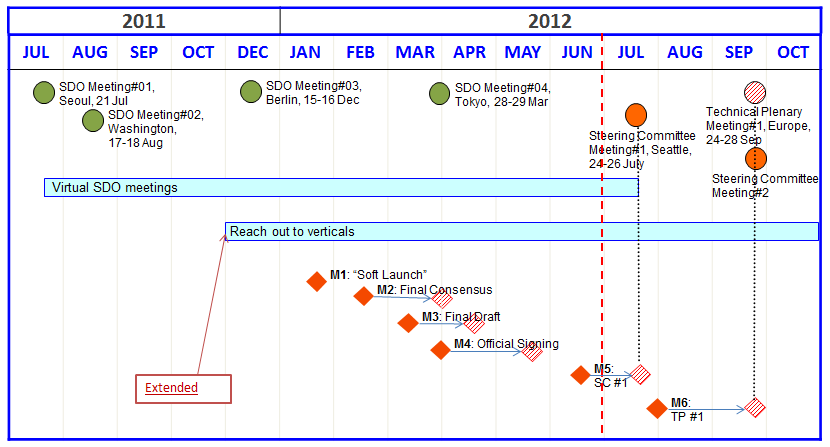 2011
2012
JUL AUG SEP OCT DEC JAN FEB MAR APR MAY JUN JUL AUG SEP OCT
SDO Meeting#01,
Seoul, 21 Jul
SDO Meeting#02,
Washington,
17-18 Aug
SDO Meeting#03,
Berlin, 15-16 Dec
SDO Meeting#04,
Tokyo, 28-29 Mar
Steering Committee
Meeting#1, Seattle,
24-26 July
Technical Plenary
Meeting#1, Europe,
24-28 Sep
Steering Committee
Meeting#2
Virtual SDO meetings
Reach out to verticals
M1: “Soft Launch”
M2: Final Consensus
M3: Final Draft
M4: Official Signing
M5:
SC #1
Extended
M6:
TP #1